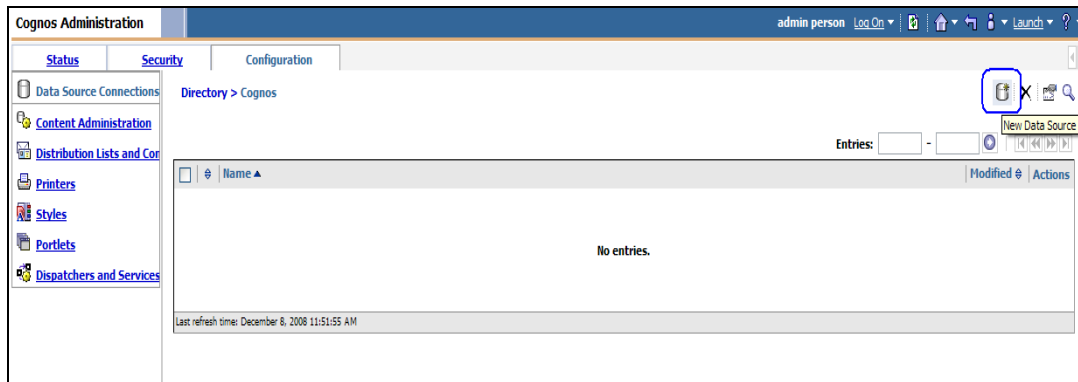 Cognos Administration
admin person Log On Launch ?
Status Security Configuration
Data Source Connections
Directory > Cognos
Content Administration
New Data Source
Distribution Lists and Con
Entries: -
Printers
Name Modified Actions
Styles
Portlets
No entries.
Dispatchers and Services
Last refresh time: December 8, 2008 11:51:55 AM